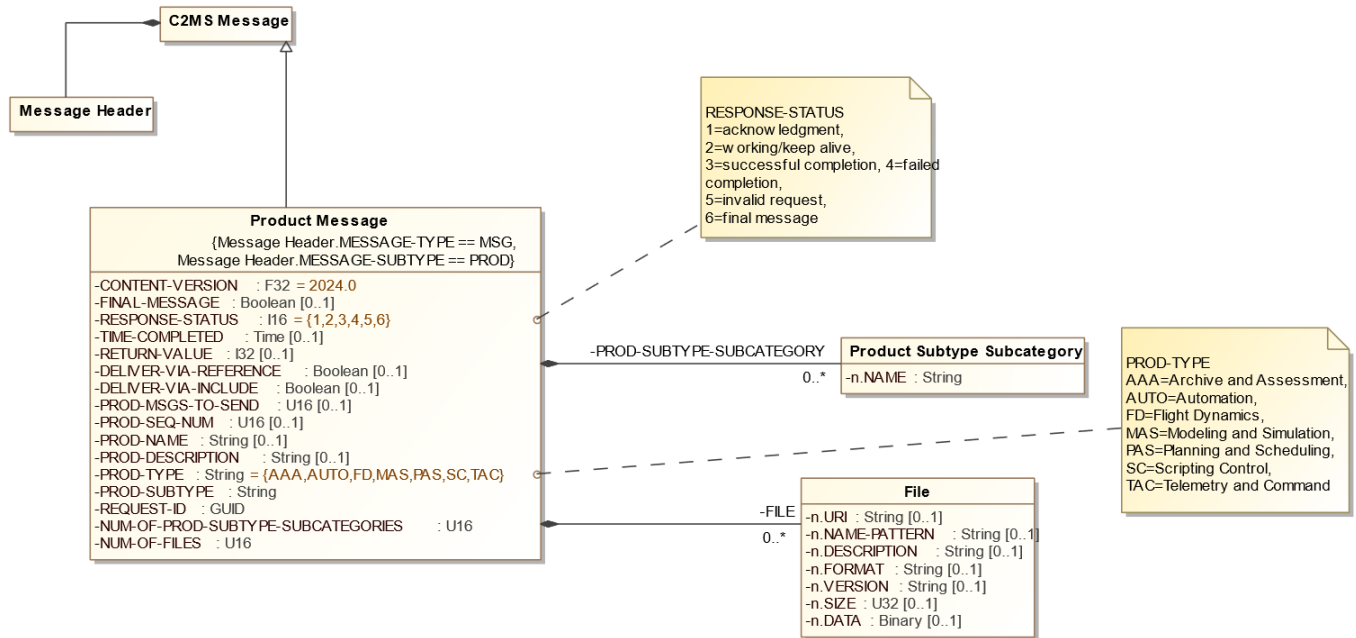 C2MS Message
Message Header
RESPONSE-STATUS
1=acknowledgment,
2=working/keep alive,
3=successful completion, 4=failed
completion,
5=invalid request,
6=final message
Product Message
{Message Header.MESSAGE-TYPE == MSG,
Message Header.MESSAGE-SUBTYPE == PROD}
-CONTENT-VERSION : F32 = 2024.0
-FINAL-MESSAGE : Boolean [0..1]
-RESPONSE-STATUS : I16 = {1,2,3,4,5,6}
-TIME-COMPLETED : Time [0..1]
-RETURN-VALUE : I32 [0..1]
-DELIVER-VIA-REFERENCE : Boolean [0..1]
-DELIVER-VIA-INCLUDE : Boolean [0..1]
-PROD-MSGS-TO-SEND : U16 [0..1]
-PROD-SEQ-NUM : U16 [0..1]
-PROD-NAME : String [0..1]
-PROD-DESCRIPTION : String [0..1]
-PROD-TYPE : String = {AAA,AUTO,FD,MAS,PAS,SC,TAC}
-PROD-SUBTYPE : String
-REQUEST-ID : GUID
-NUM-OF-PROD-SUBTYPE-SUBCATEGORIES : U16
-NUM-OF-FILES : U16
-PROD-SUBTYPE-SUBCATEGORY
0..*
Product Subtype Subcategory
-n.NAME : String
PROD-TYPE
AAA=Archive and Assessment,
AUTO=Automation,
FD=Flight Dynamics,
MAS=Modeling and Simulation,
PAS=Planning and Scheduling,
SC=Scripting Control,
TAC=Telemetry and Command
-FILE
0..*
File
-n.URI : String [0..1]
-n.NAME-PATTERN : String [0..1]
-n.DESCRIPTION : String [0..1]
-n.FORMAT : String [0..1]
-n.VERSION : String [0..1]
-n.SIZE : U32 [0..1]
-n.DATA : Binary [0..1]